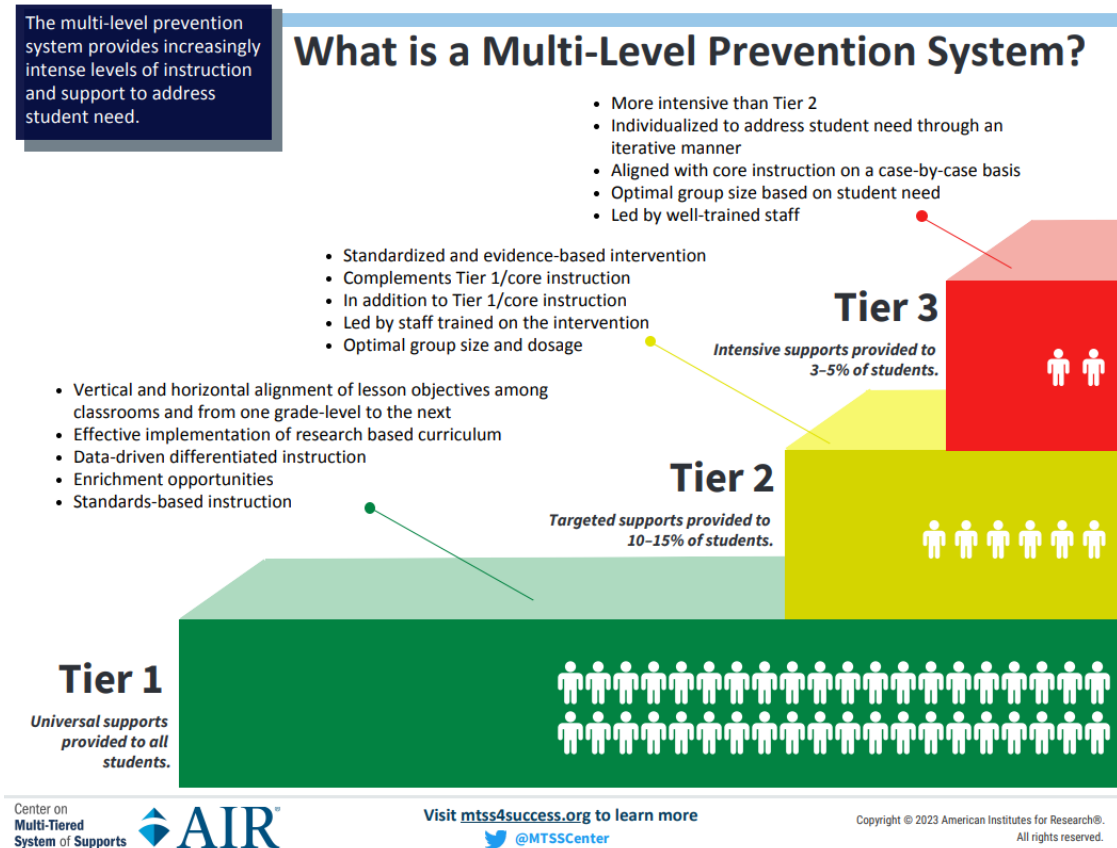 The multi-level prevention
system provides increasingly
intense levels of instruction
and support to address
student need.
What is a Multi-Level Prevention System?
• More intensive than Tier 2
• Individualized to address student need through an
iterative manner
• Aligned with core instruction on a case-by-case basis
• Optimal group size based on student need
• Led by well-trained staff
• Standardized and evidence-based intervention
• Complements Tier 1/core instruction
• In addition to Tier 1/core instruction
• Led by staff trained on the intervention
• Optimal group size and dosage
Tier 3
Intensive supports provided to
3–5% of students.
• Vertical and horizontal alignment of lesson objectives among
classrooms and from one grade-level to the next
• Effective implementation of research based curriculum
• Data-driven differentiated instruction
• Enrichment opportunities
• Standards-based instruction
Tier 2
Targeted supports provided to
10–15% of students.
Tier 1
Universal supports
provided to all
students.
Center on
Multi-Tiered
System of Supports
AIR®
Visit mtss4success.org to learn more
@MTSSCenter
Copyright © 2023 American Institutes for Research®.
All rights reserved.